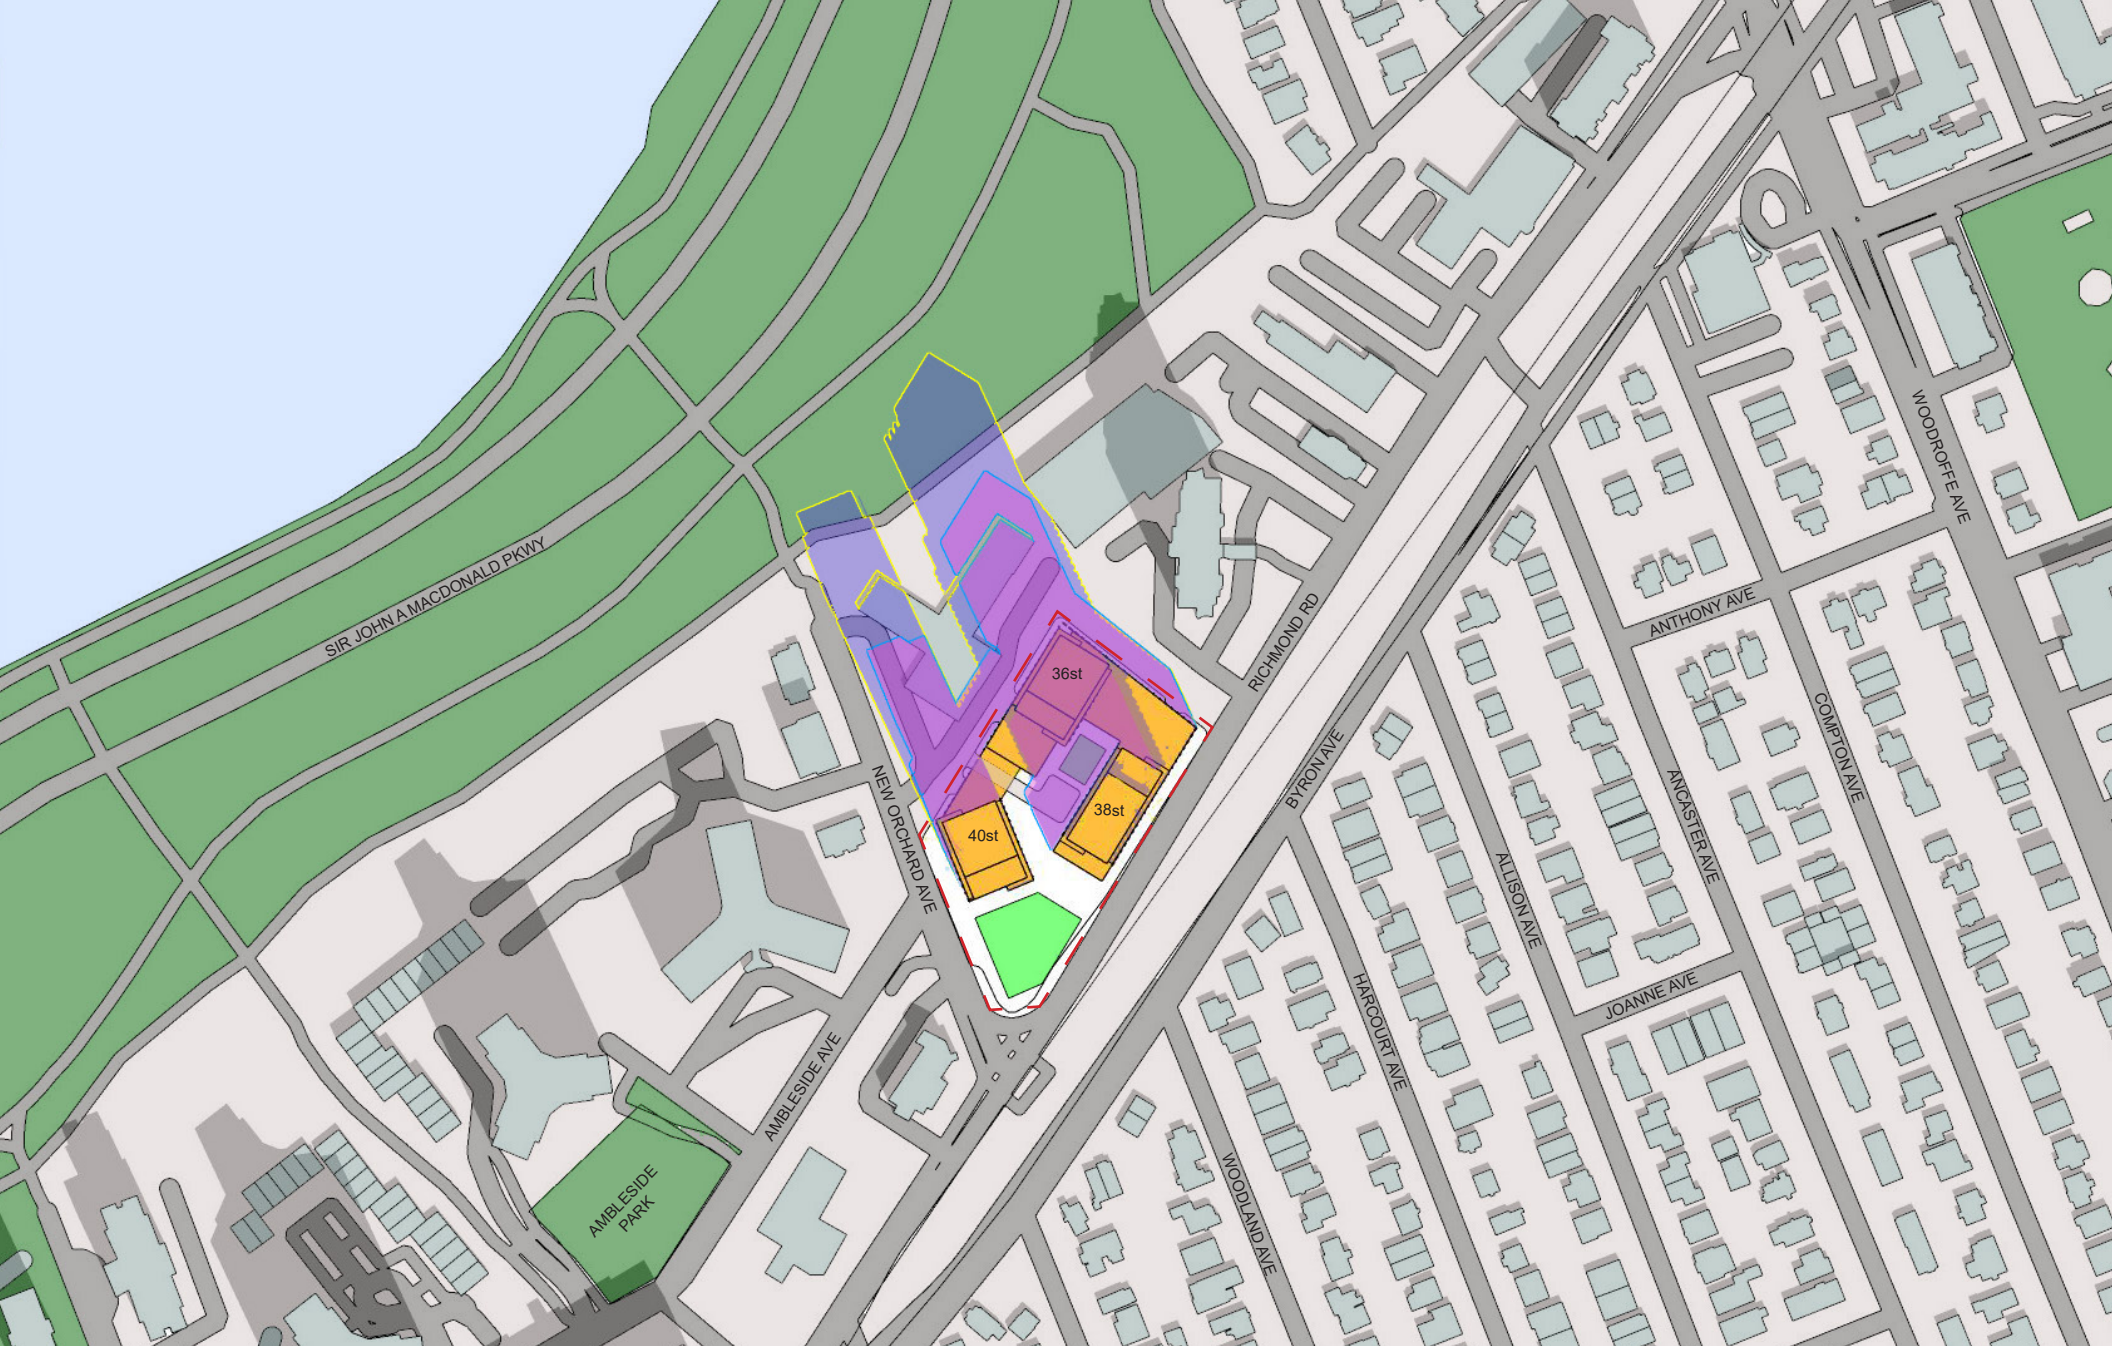 SIR JOHN A MACDONALD PKWY
WOODROFFE AVE
ANTHONY AVE
RICHMOND RD
36st
COMPTON AVE
BYRON AVE
ANCASTER AVE
NEW ORCHARD AVE
38st
40st
ALLISON AVE
HARCOURT AVE
JOANNE AVE
AMBLESIDE AVE
AMBLESIDE
PARK
WOODLAND AVE